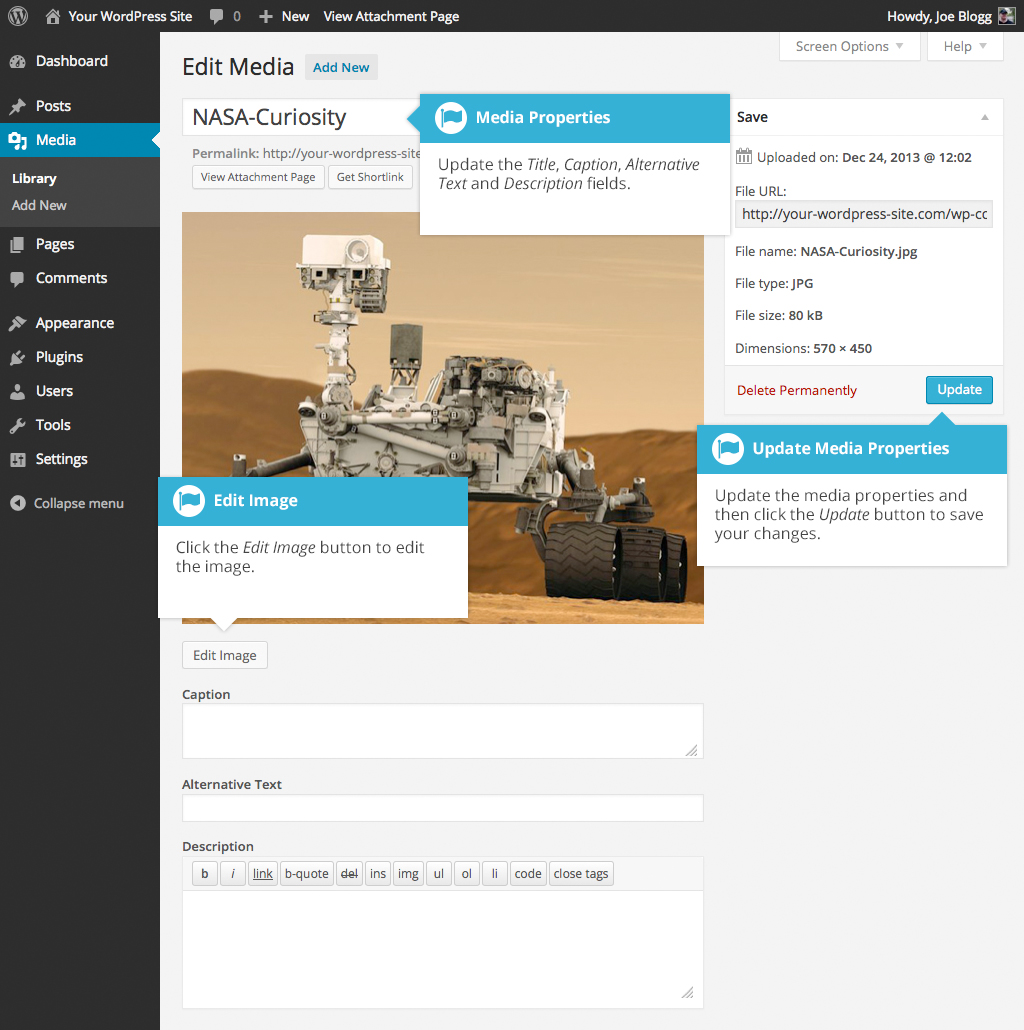 Your WordPress Site 0 New View Attachment Page Howdy, Joe Blogg
Screen Options Help
Dashboard
Posts
Media
Library
Add New
Pages
Comments
Appearance
Plugins
Users
Tools
Settings
Collapse menu
Edit Media Add New
NASA-Curiosity
Permalink: http://your-wordpress-site
View Attachment Page Get Shortlink
Media Properties
Update the Title, Caption, Alternative
Text and Description fields.
Edit Image
Click the Edit Image button to edit
the image.
Edit Image
Caption
Alternative Text
Description
b i link b-quote del ins img ul ol li code close tags
Save
Uploaded on: Dec 24, 2013 @ 12:02
File URL:
http://your-wordpress-site.com/wp-cc
File name: NASA-Curiosity.jpg
File type: JPG
File size: 80 kB
Dimensions: 570 × 450
Delete Permanently Update
Update Media Properties
Update the media properties and
then click the Update button to save
your changes.